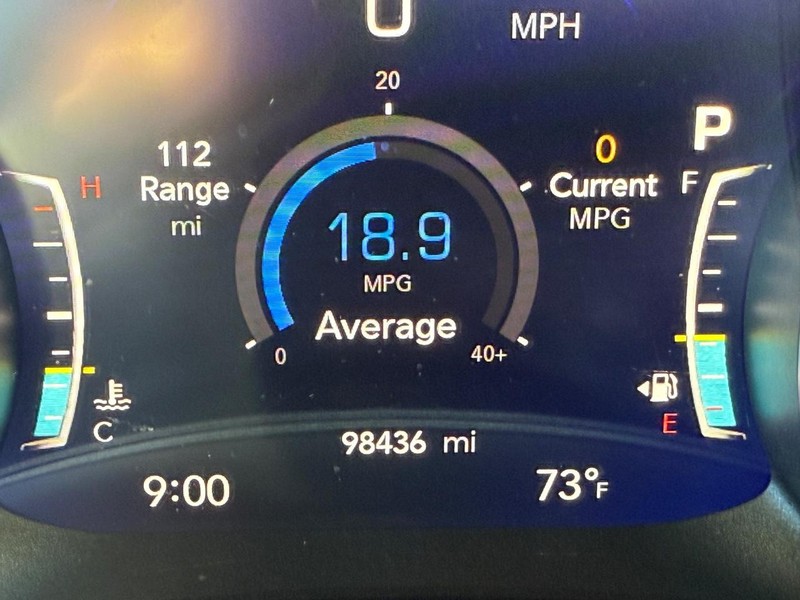 0 MPH
20
P
112
Range
mi
0
Current
MPG
H
F
18.9
MPG
Average
0
40+
C
E
98436 mi
9:00
73°F